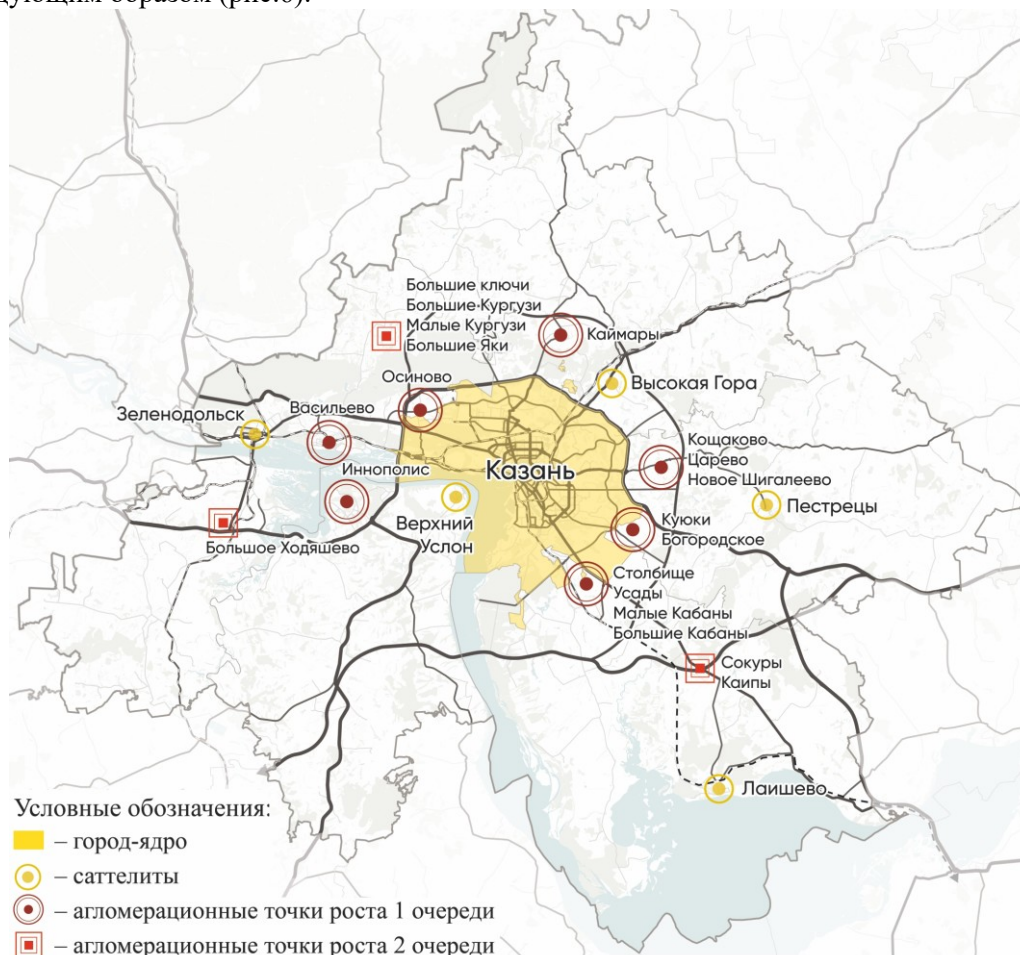 дующим образом (рис.6).
Большие ключи
Большие Кургузи
Малые Кургузи
Большие Яки
Каймары
Осиново
Высокая Гора
Зеленодольск
Васильево
Кощаково
Царево
Новое Шигалеево
Казань
Иннополис
Пестрецы
Верхний
Услон
Куюки
Богородское
Большое Ходяшево
Столбище
Усады
Малые Кабаны
Большие Кабаны
Сокуры
Каипы
Лаишево
Условные обозначения:
– город-ядро
– саттелиты
– агломерационные точки роста 1 очереди
– агломерационные точки роста 2 очереди